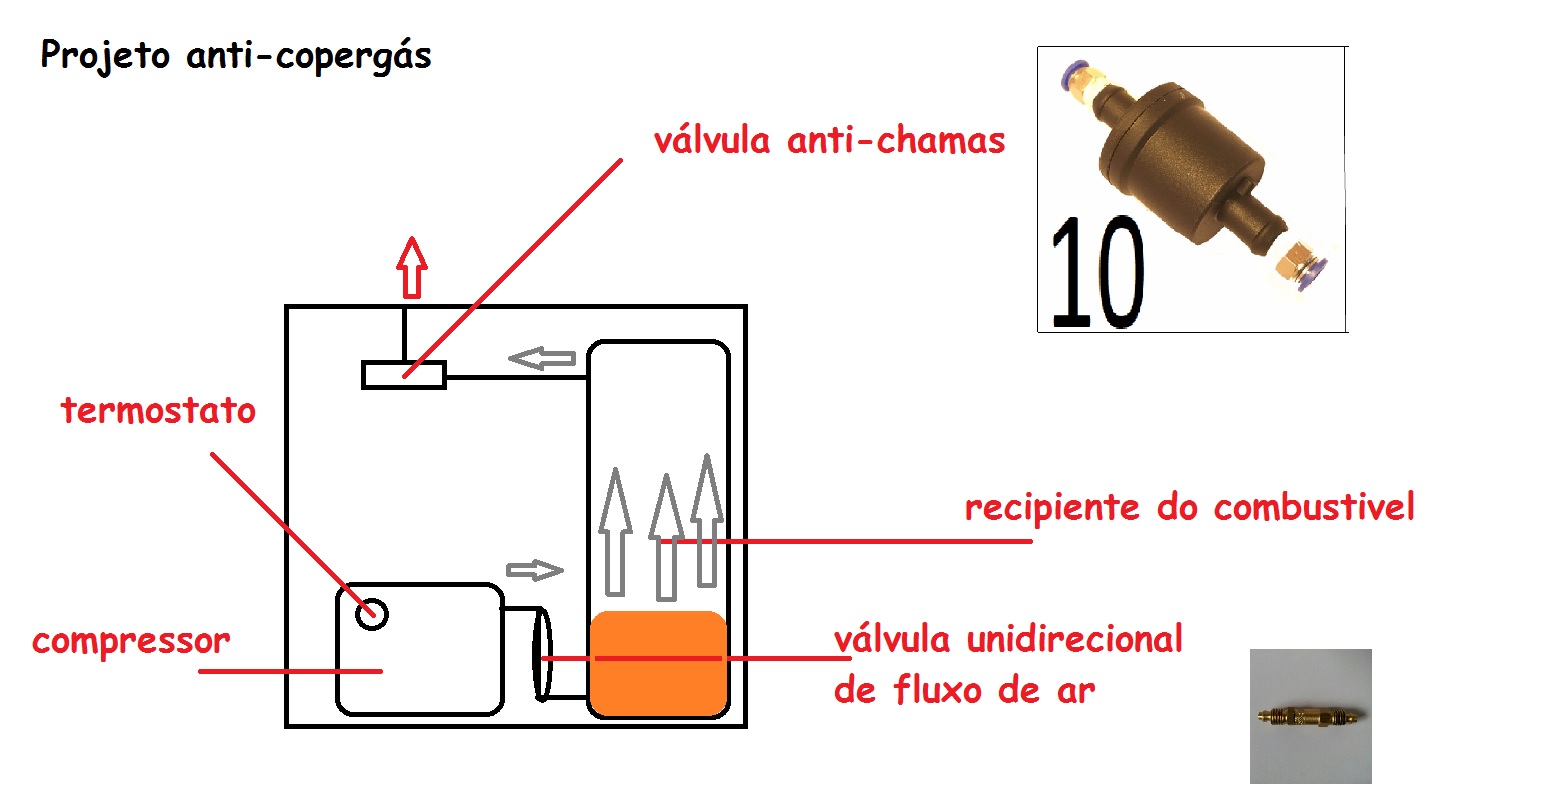 Projeto anti-copergás
válvula anti-chamas
10
termostato
recipiente do combustivel
compressor
válvula unidirecional
de fluxo de ar